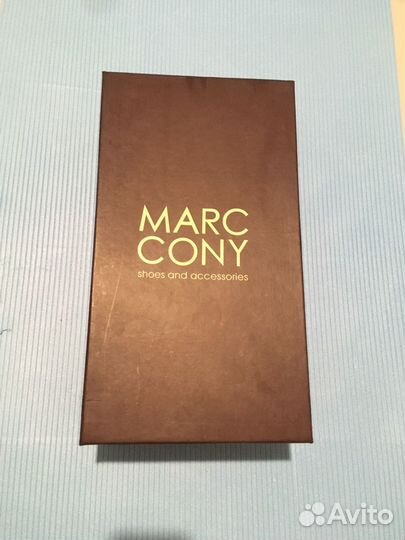 MARC
CONY
shoes and accessories
Avito